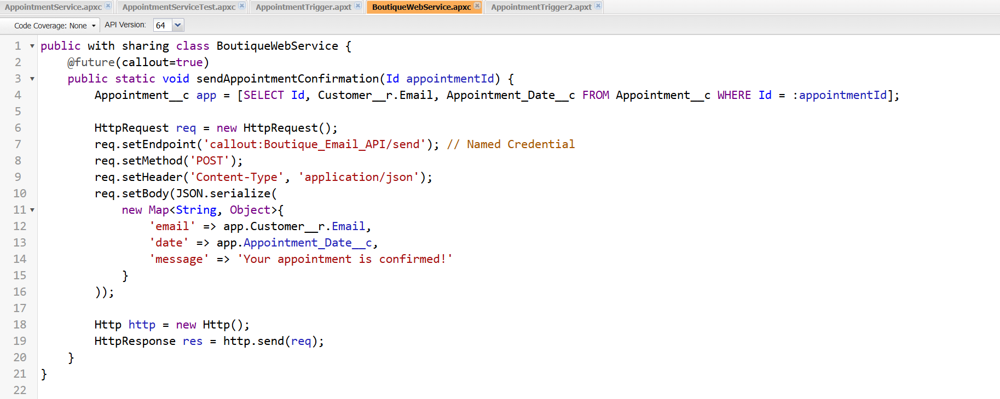 AppointmentService.apxc AppointmentServiceTest.apxc AppointmentTrigger.apxt BoutiqueWebService.apxc AppointmentTrigger2.apxt
Code Coverage: None API Version: 64
1 public with sharing class BoutiqueWebService {
2 @future(callout=true)
3 public static void sendAppointmentConfirmation(Id appointmentId) {
4 Appointment__c app = [SELECT Id, Customer__r.Email, Appointment_Date__c FROM Appointment__c WHERE Id = :appointmentId];
5
6 HttpRequest req = new HttpRequest();
7 req.setEndpoint('callout:Boutique_Email_API/send'); // Named Credential
8 req.setMethod('POST');
9 req.setHeader('Content-Type', 'application/json');
10 req.setBody(JSON.serialize(
11 new Map<String, Object>{
12 'email' => app.Customer__r.Email,
13 'date' => app.Appointment_Date__c,
14 'message' => 'Your appointment is confirmed!'
15 }
16 ));
17
18 Http http = new Http();
19 HttpResponse res = http.send(req);
20 }
21 }
22